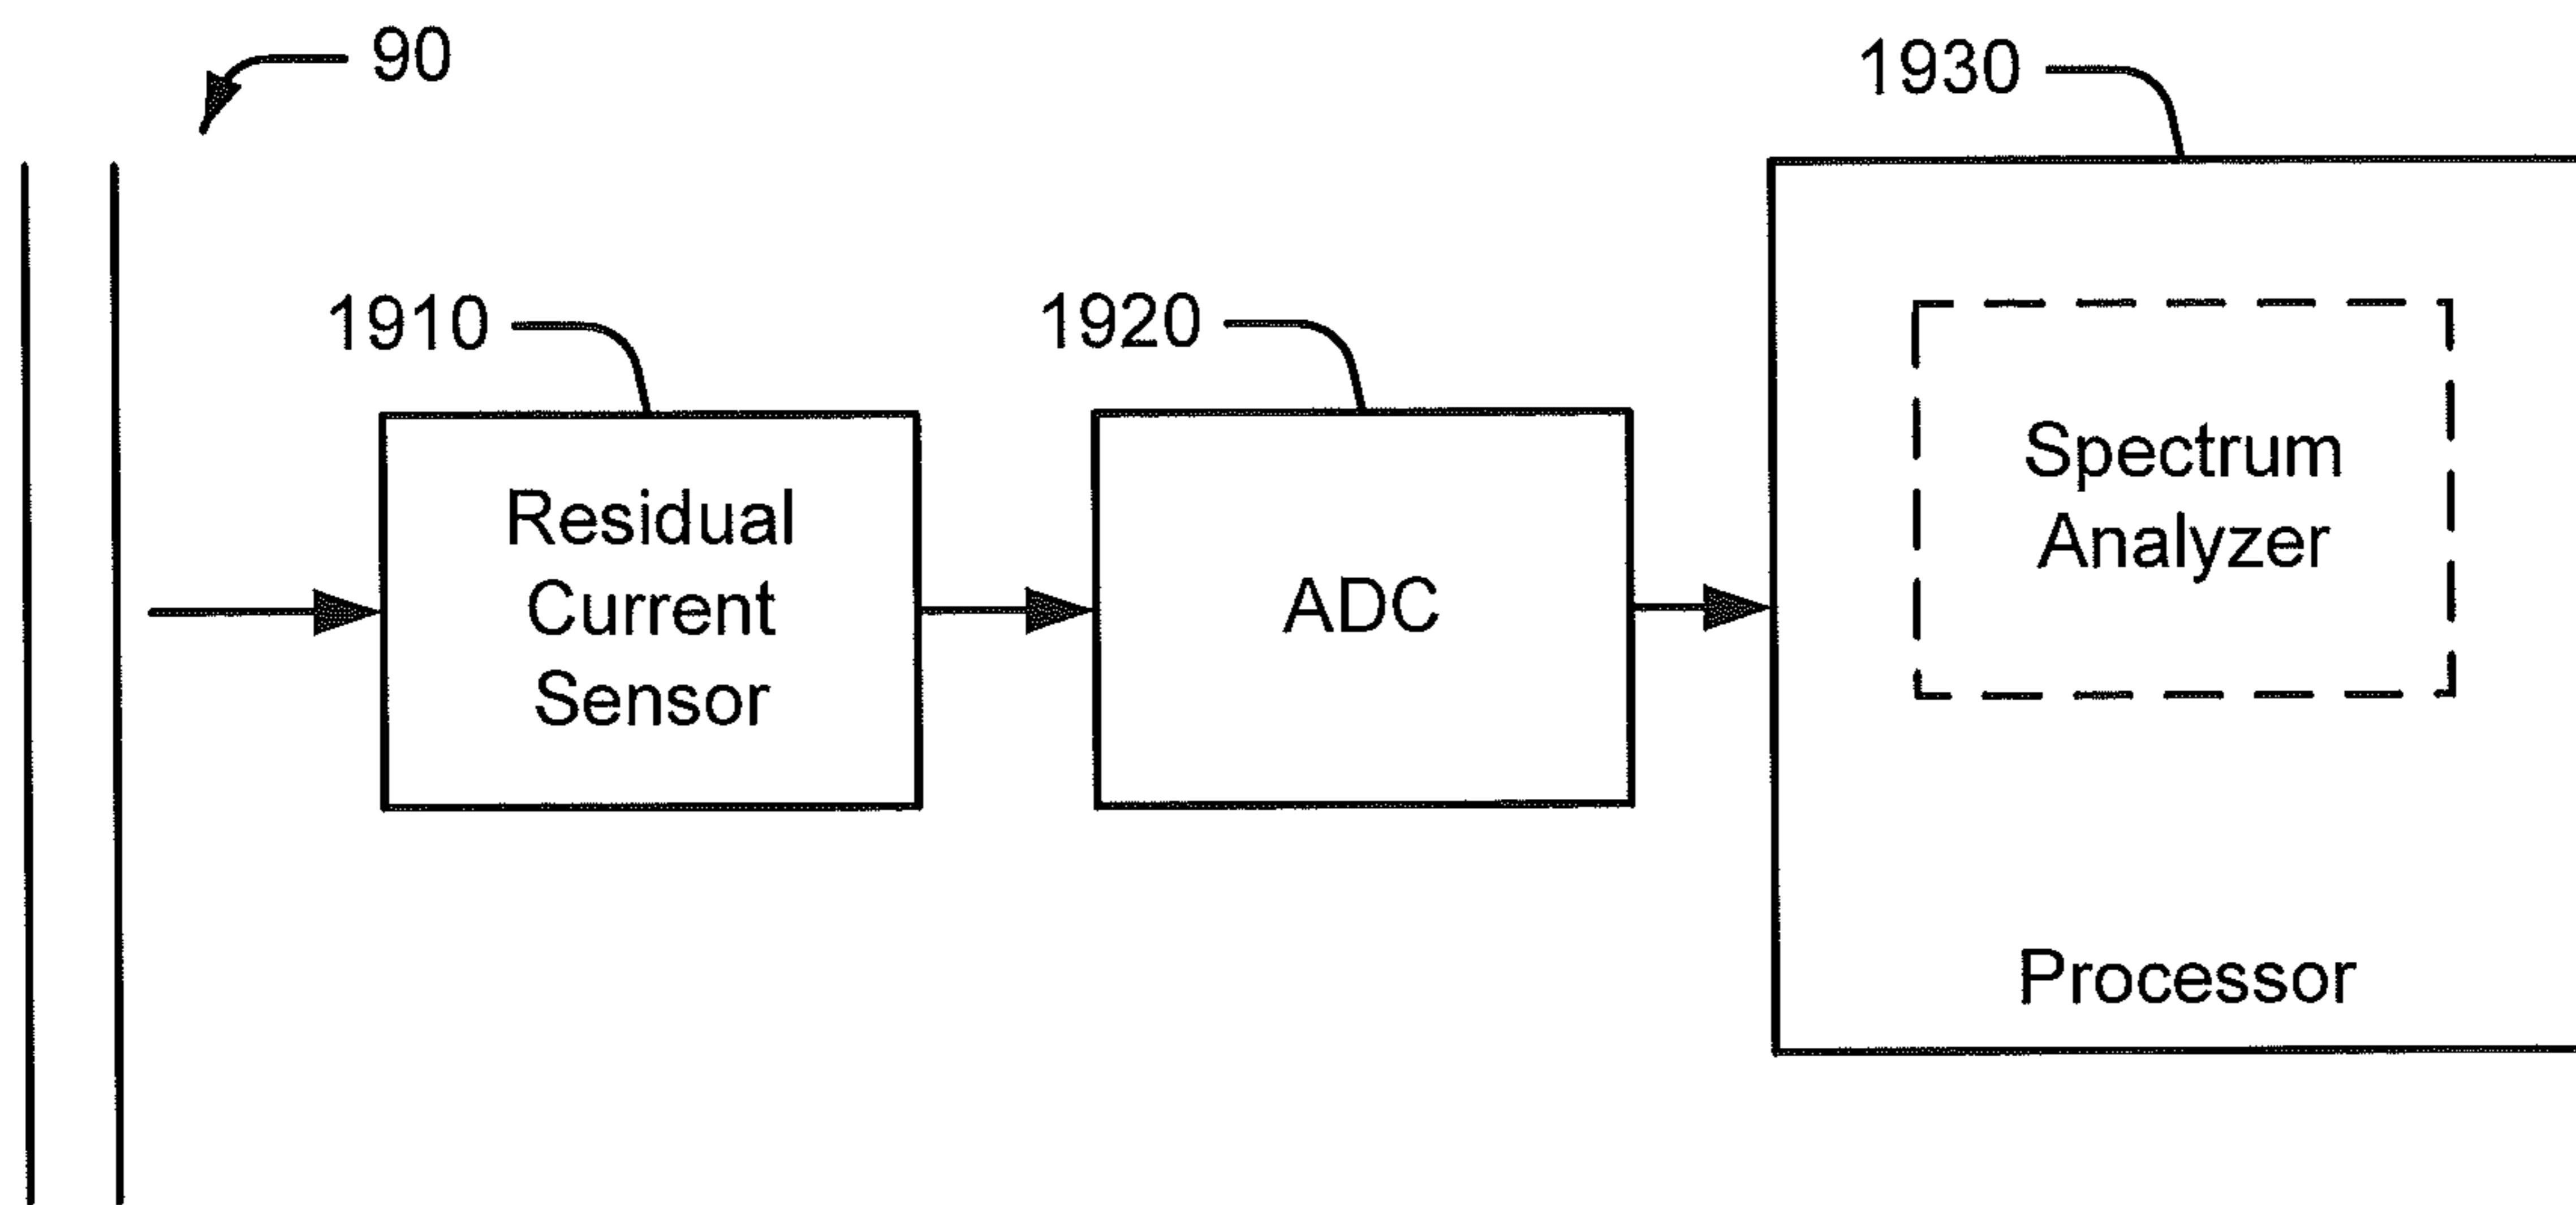 90
1930
1910
1920
Spectrum
Analyzer
Residual
Current
Sensor
ADC
Processor